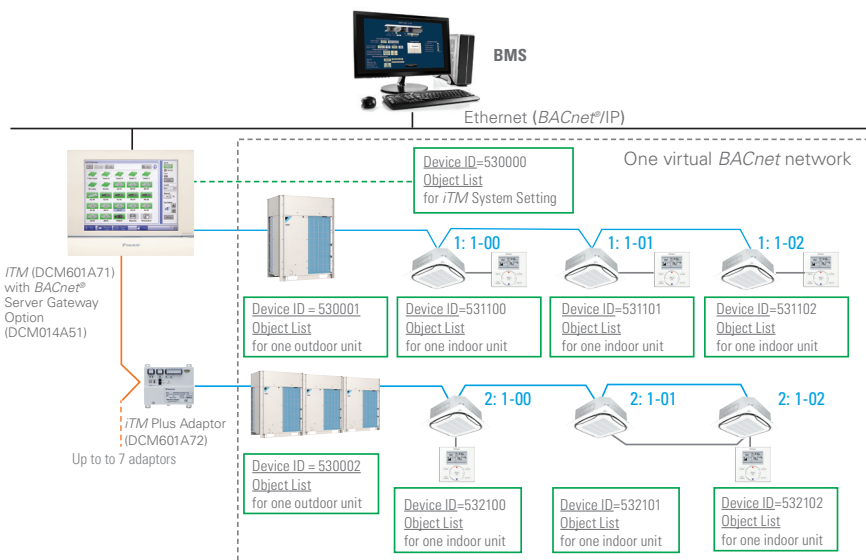 BMS
Ethernet (BACnet®/IP)
One virtual BACnet network
Device ID=530000
Object List
for iTM System Setting
DAIKIN
1: 1-00
1: 1-01
1: 1-02
iTM (DCM601A71)
with BACnet®
Server Gateway
Option
(DCM014A51)
Device ID = 530001
Object List
for one outdoor unit
Device ID=531100
Object List
for one indoor unit
Device ID=531101
Object List
for one indoor unit
Device ID=531102
Object List
for one indoor unit
2: 1-00
2: 1-01
2: 1-02
iTM Plus Adaptor
(DCM601A72)
Up to to 7 adaptors
Device ID = 530002
Object List
for one outdoor unit
Device ID=532100
Object List
for one indoor unit
Device ID=532101
Object List
for one indoor unit
Device ID=532102
Object List
for one indoor unit